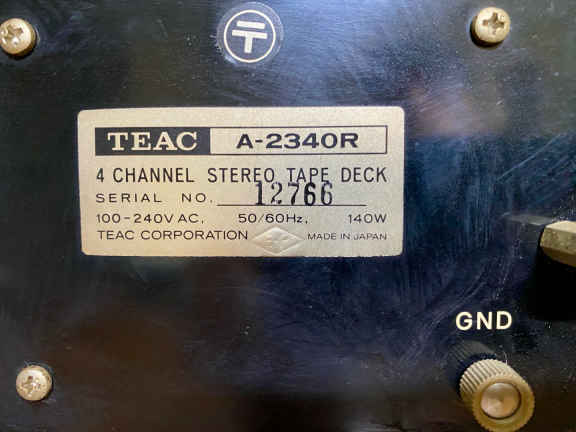 TEAC A-2340R
4 CHANNEL STEREO TAPE DECK
SERIAL NO. 12766
100-240V AC, 50/60Hz, 140W
TEAC CORPORATION MADE IN JAPAN
GND